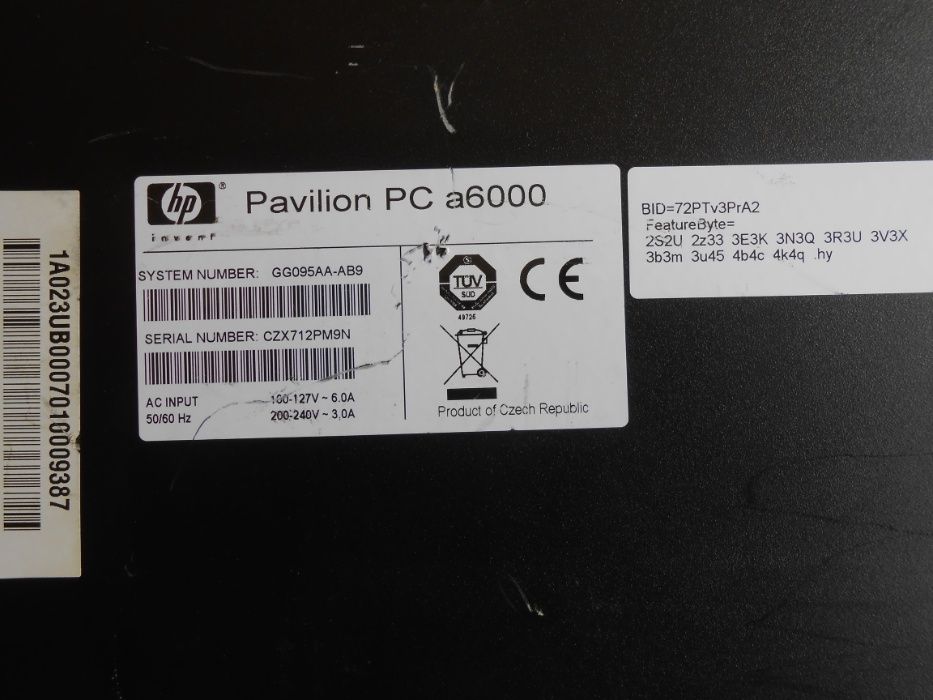 1A023UB00070100009387
hp ®
invent
Pavilion PC a6000
SYSTEM NUMBER: GG095AA-AB9
SERIAL NUMBER: CZX712PM9N
AC INPUT 100-127V ~ 6.0A
50/60 Hz 200-240V ~ 3.0A
TÜV
SÜD
49725
CE
Product of Czech Republic
BID=72PTv3PrA2
FeatureByte=
2S2U 2z33 3E3K 3N3Q 3R3U 3V3X
3b3m 3u45 4b4c 4k4q .hy